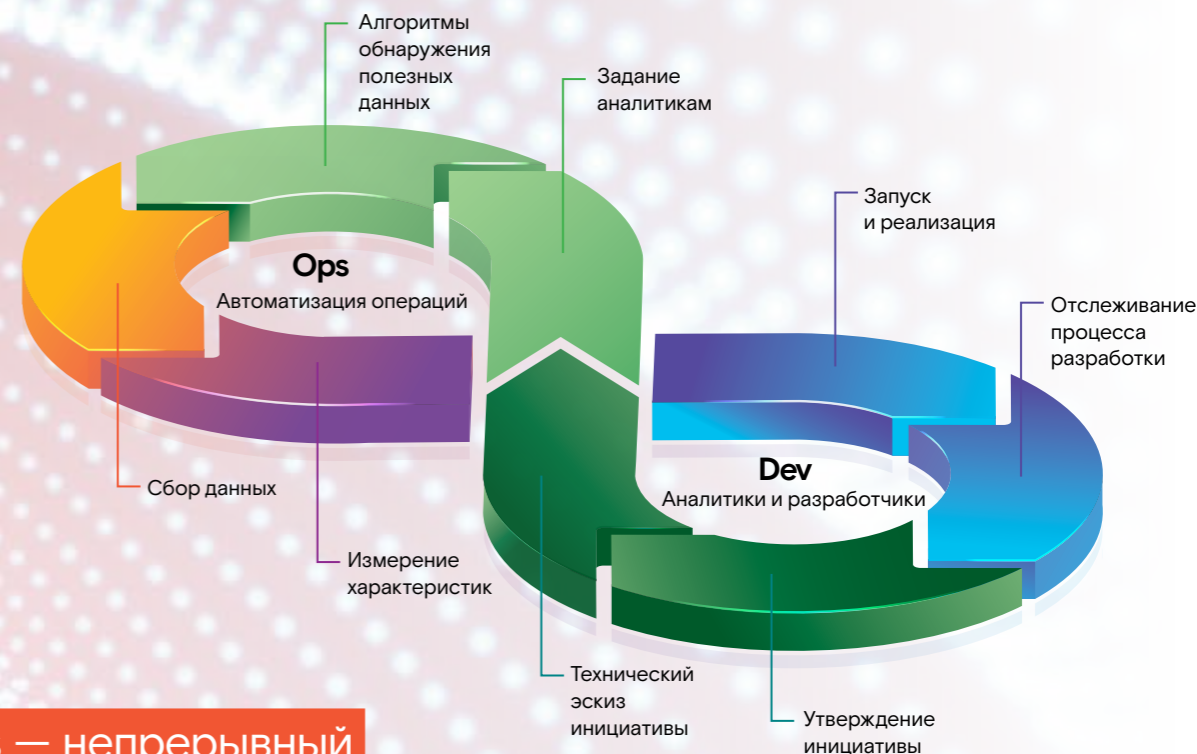 Алгоритмы
обнаружения
полезных
данных
Задание
аналитикам
Запуск
и реализация
Отслеживание
процесса
разработки
Ops
Автоматизация операций
Dev
Аналитики и разработчики
Сбор данных
Измерение
характеристик
Технический
эскиз
инициативы
Утверждение
инициативы
— непрерывный